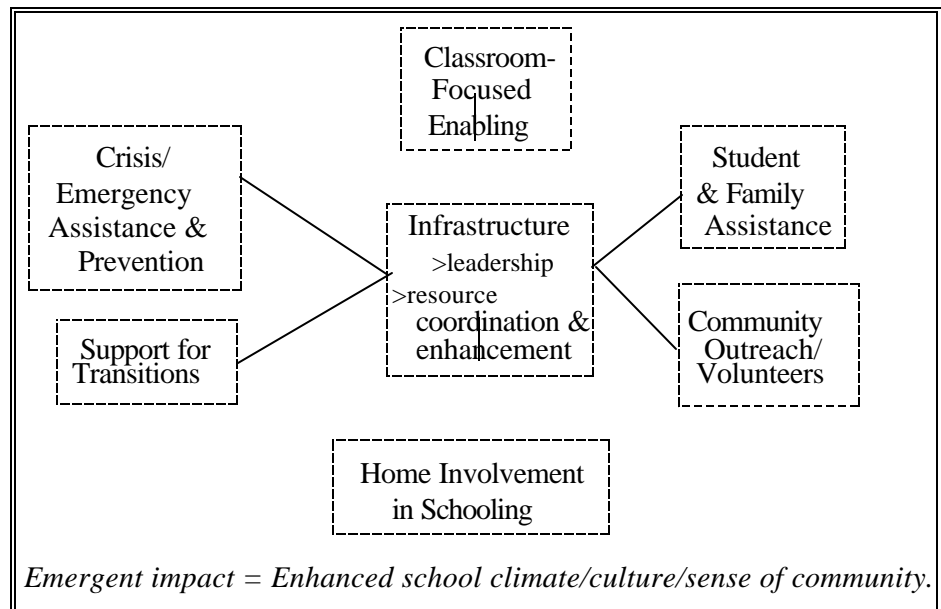 Classroom-
Focused
Enabling
Crisis/
Emergency
Assistance &
Prevention
Student
& Family
Assistance
Infrastructure
>leadership
>resource
coordination &
enhancement
Support for
Transitions
Community
Outreach/
Volunteers
Home Involvement
in Schooling
Emergent impact = Enhanced school climate/culture/sense of community.